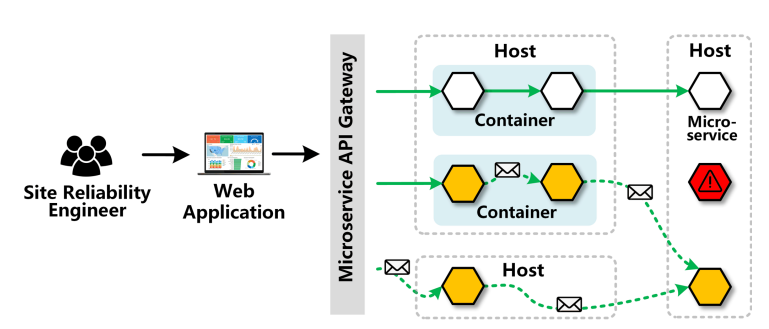 Site Reliability
Engineer
Web
Application
Microservice API Gateway
Host
Container
Container
Host
Host
Micro-
service